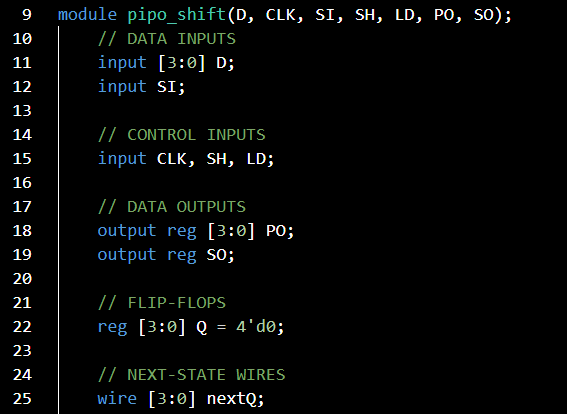 9 module pipo_shift(D, CLK, SI, SH, LD, PO, SO);
10 // DATA INPUTS
11 input [3:0] D;
12 input SI;
13
14 // CONTROL INPUTS
15 input CLK, SH, LD;
16
17 // DATA OUTPUTS
18 output reg [3:0] PO;
19 output reg SO;
20
21 // FLIP-FLOPS
22 reg [3:0] Q = 4'd0;
23
24 // NEXT-STATE WIRES
25 wire [3:0] nextQ;